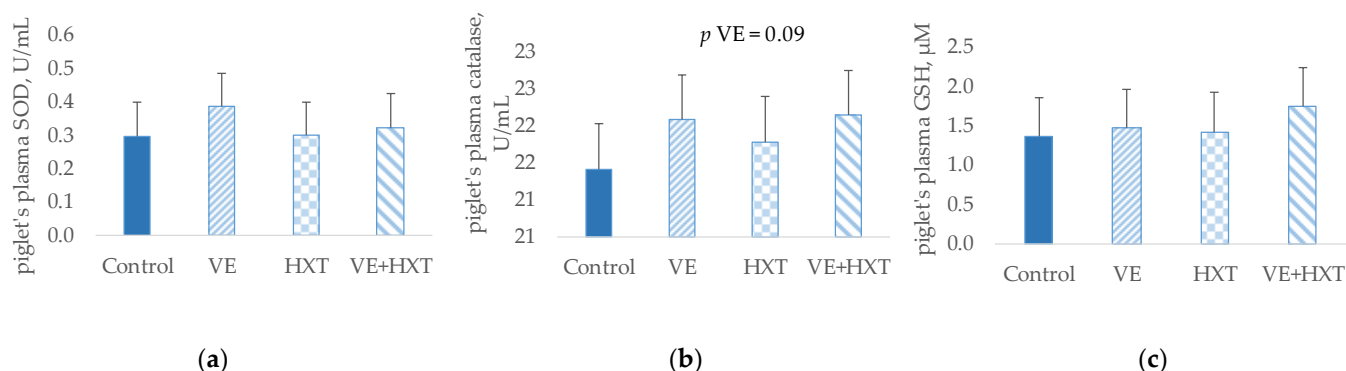 piglet's plasma SOD, U/mL
0.6
0.5
0.4
0.3
0.2
0.1
0.0
Control VE HXT VE+HXT
(a)
piglet's plasma catalase,
U/mL
p VE = 0.09
23
23
22
22
21
21
Control VE HXT VE+HXT
(b)
piglet's plasma GSH, µM
2.5
2.0
1.5
1.0
0.5
0.0
Control VE HXT VE+HXT
(c)